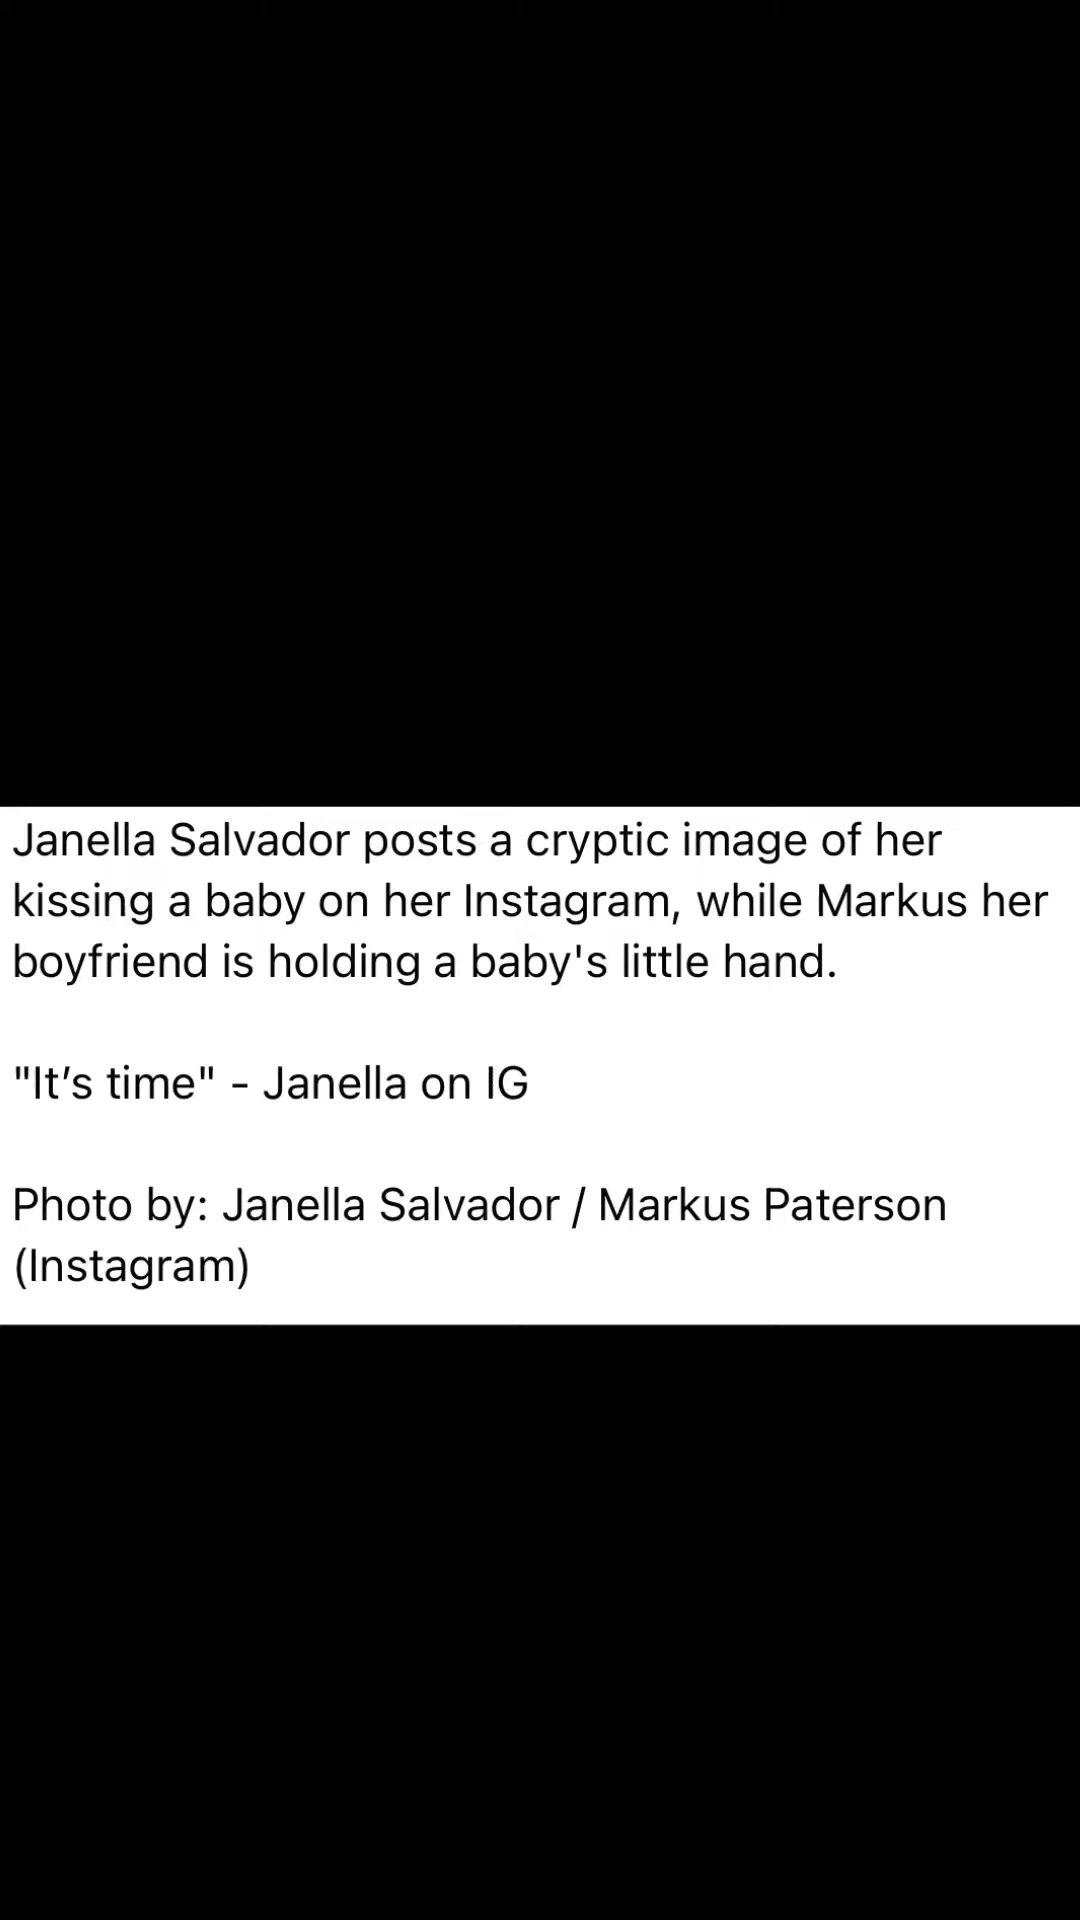 Janella Salvador posts a cryptic image of her
kissing a baby on her Instagram, while Markus her
boyfriend is holding a baby's little hand.
"It’s time" - Janella on IG
Photo by: Janella Salvador / Markus Paterson
(Instagram)